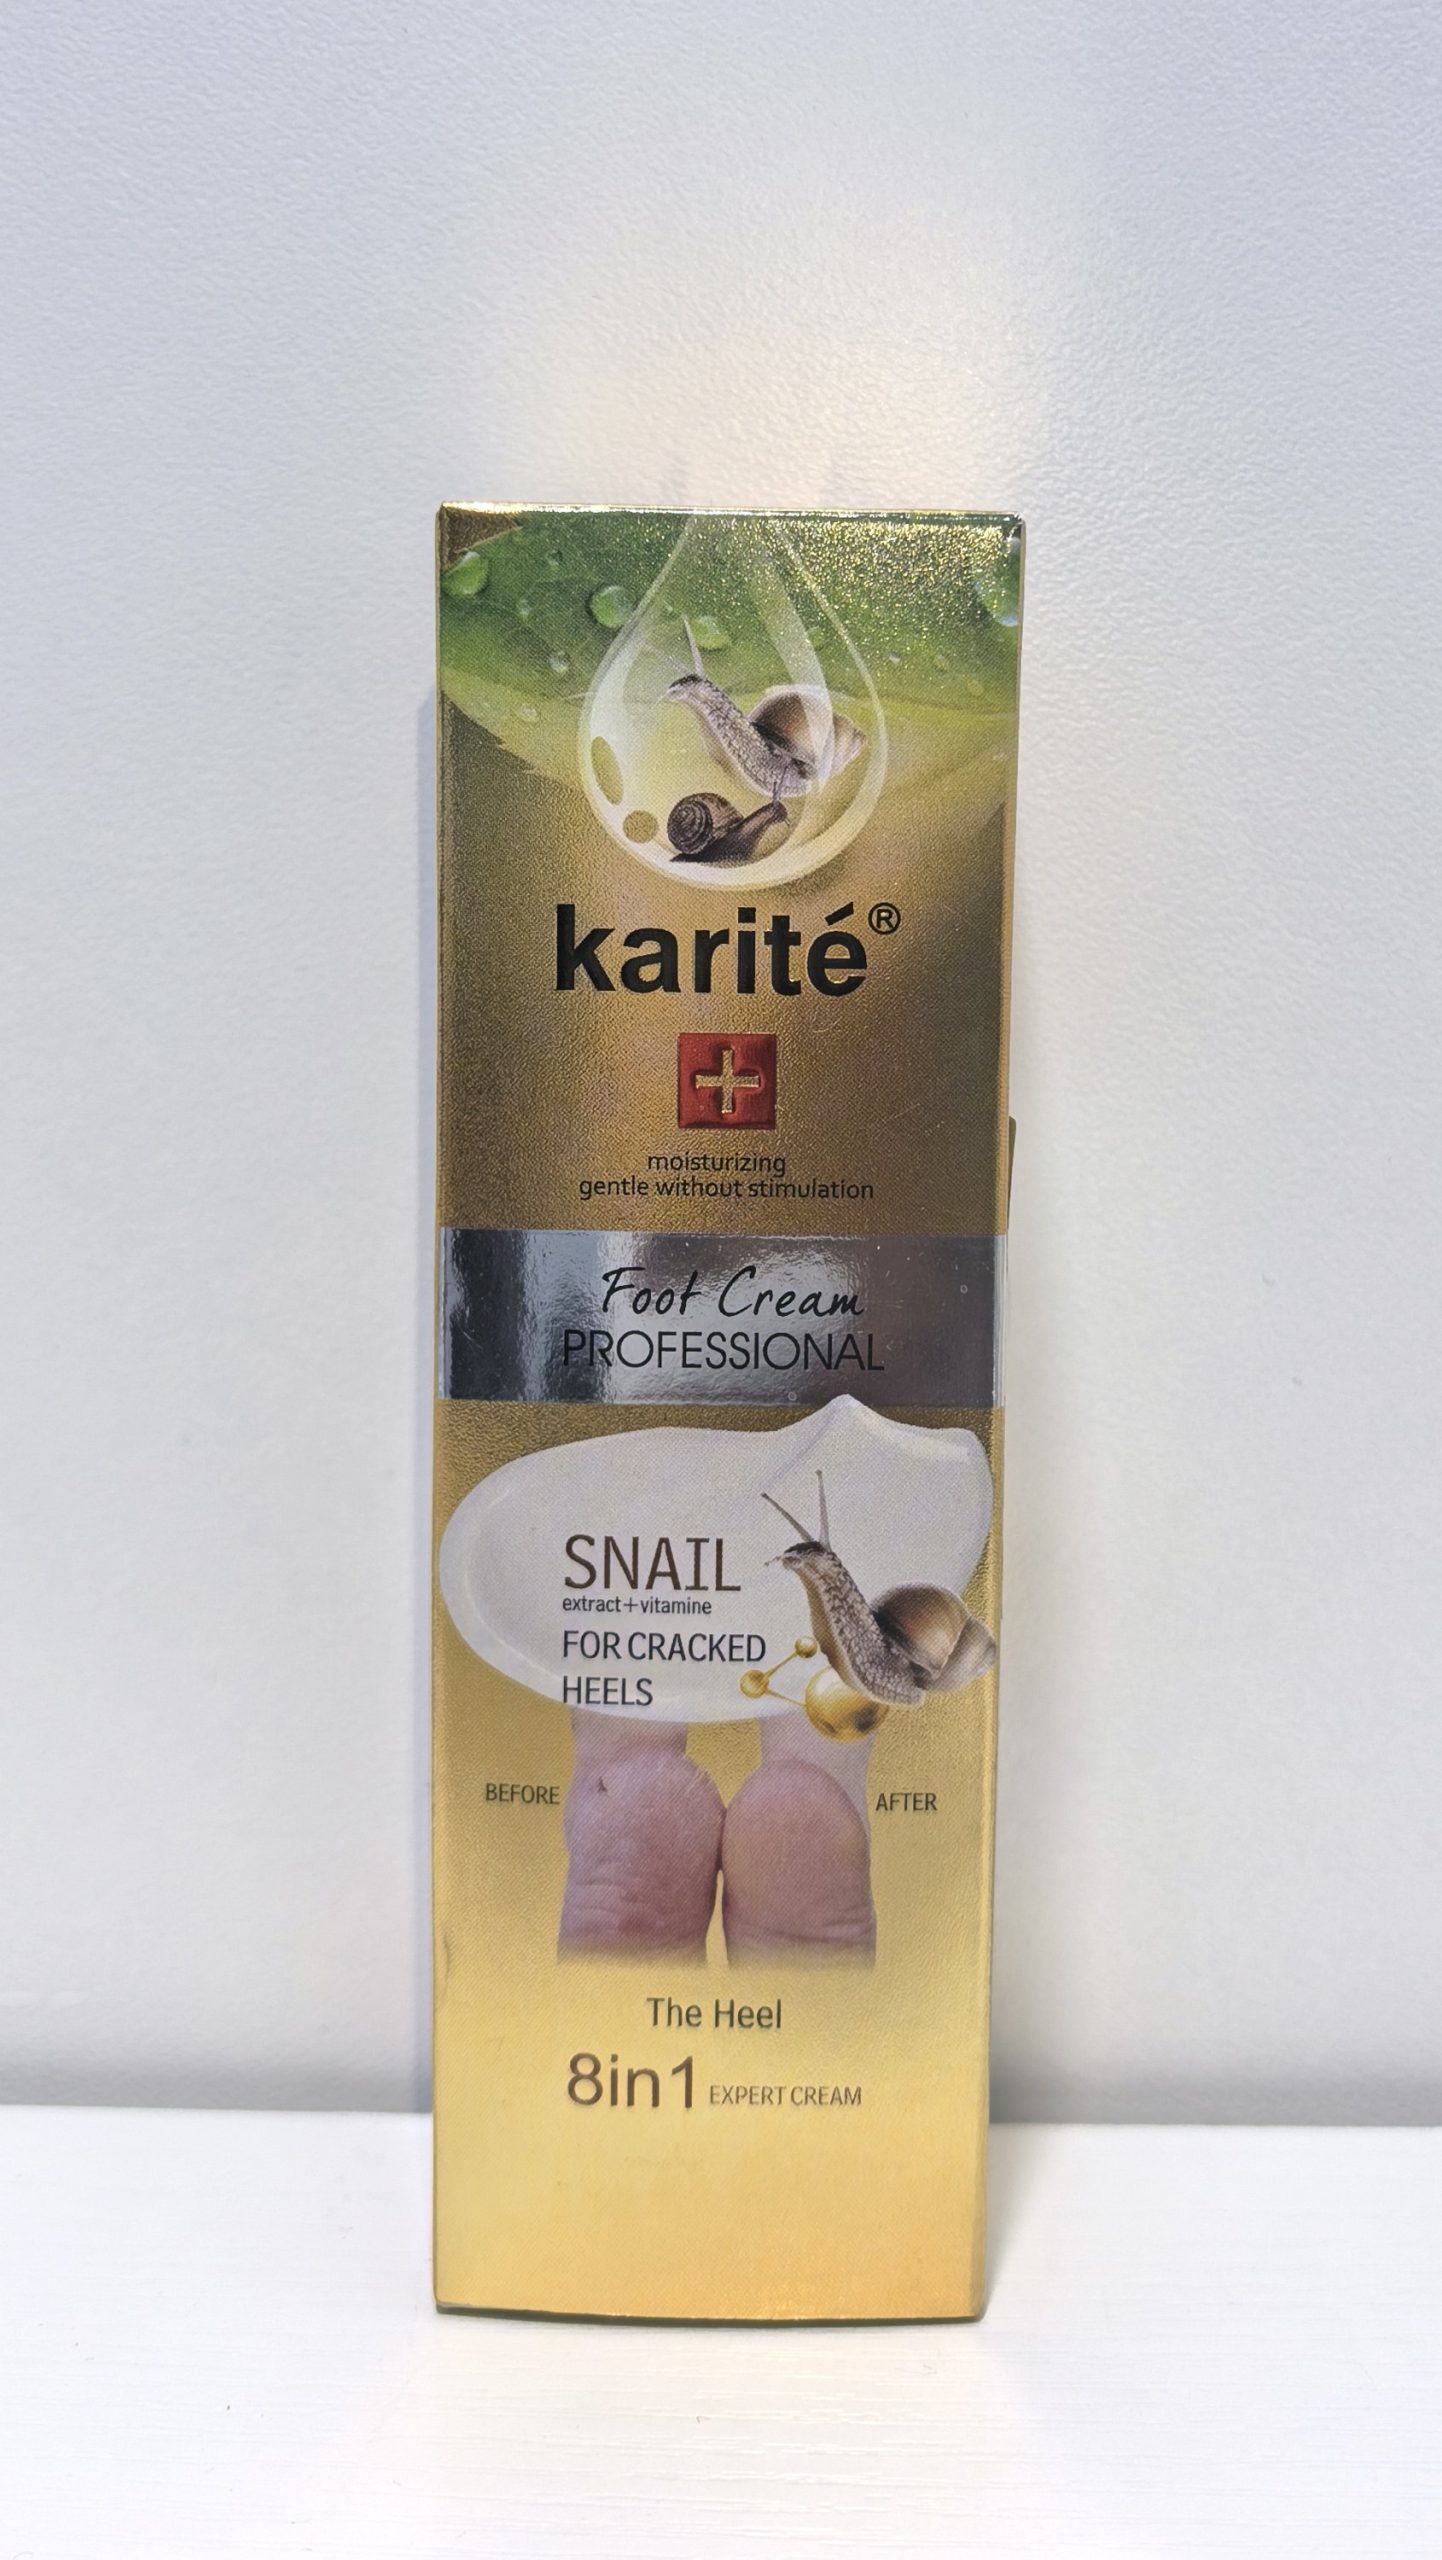 karité®
moisturizing
gentle without stimulation
Foot Cream
PROFESSIONAL
SNAIL
extract+vitamine
FOR CRACKED
HEELS
BEFORE
AFTER
The Heel
8in1 EXPERT CREAM